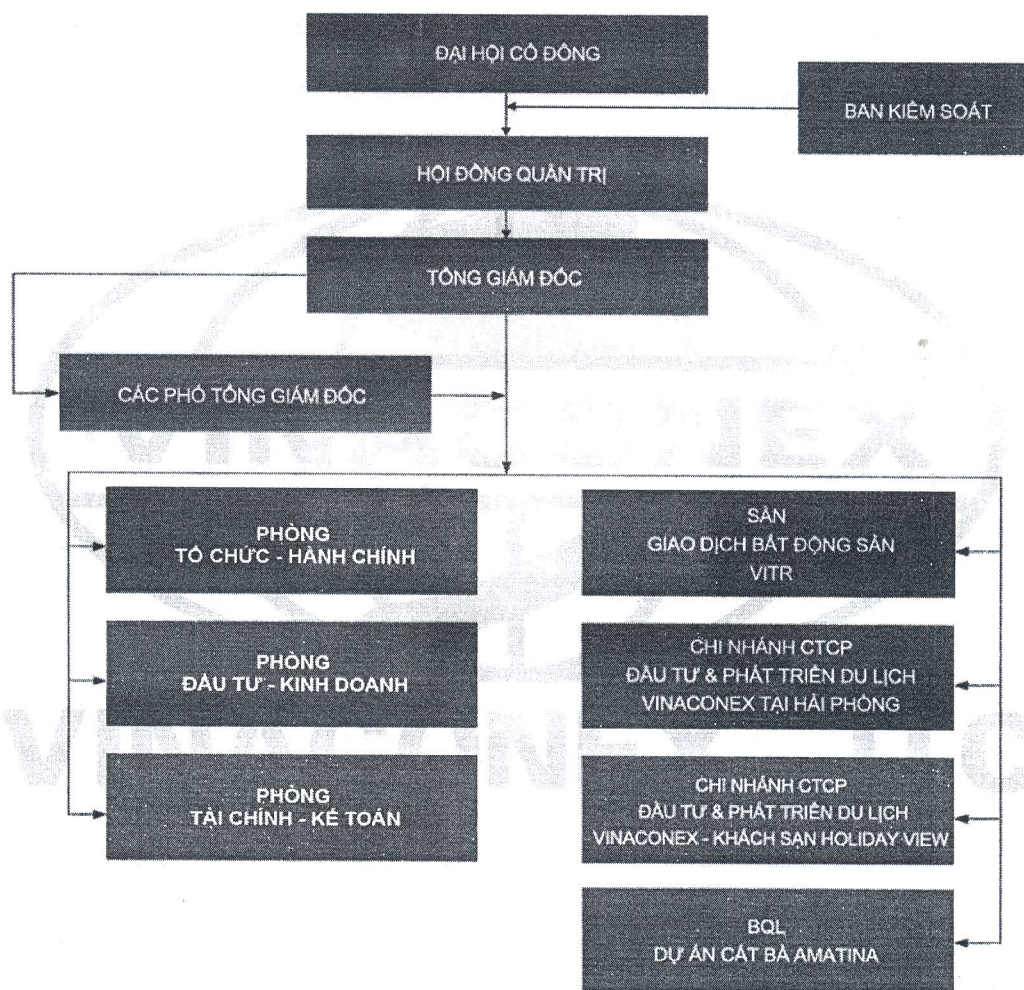 ĐẠI HỘI CỔ ĐÔNG
BAN KIỂM SOÁT
HỘI ĐỒNG QUẢN TRỊ
TỔNG GIÁM ĐỐC
CÁC PHÓ TỔNG GIÁM ĐỐC
PHÒNG
TỔ CHỨC - HÀNH CHÍNH
PHÒNG
ĐẦU TƯ - KINH DOANH
PHÒNG
TÀI CHÍNH - KẾ TOÁN
SÀN
GIAO DỊCH BẤT ĐỘNG SẢN
VITR
CHI NHÁNH CTCP
ĐẦU TƯ & PHÁT TRIỂN DU LỊCH
VINACONEX TẠI HẢI PHÒNG
CHI NHÁNH CTCP
ĐẦU TƯ & PHÁT TRIỂN DU LỊCH
VINACONEX - KHÁCH SẠN HOLIDAY VIEW
BQL
DỰ ÁN CÁT BÀ AMATINA
VINACONEX